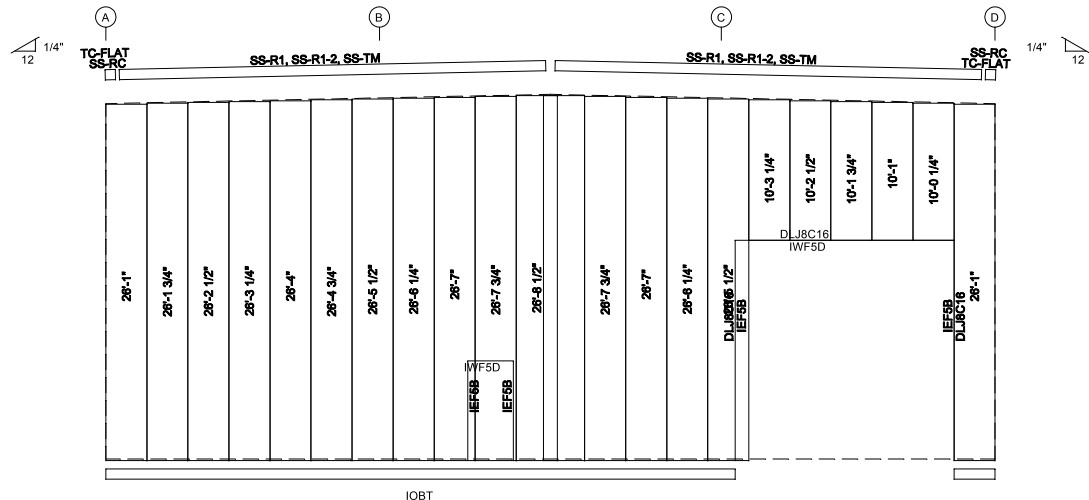 A
B
C
D
1/4"
12
TC-FLAT
SS-RC
SS-R1, SS-R1-2, SS-TM
SS-R1, SS-R1-2, SS-TM
SS-RC
TC-FLAT
1/4"
12
26'-1"
26'-1 3/4"
26'-2 1/2"
26'-3 1/4"
26'-4"
26'-4 3/4"
26'-5 1/2"
26'-6 1/4"
26'-7"
26'-7 3/4"
26'-8 1/2"
26'-7 3/4"
26'-7"
26'-6 1/4"
10'-3 1/4"
10'-2 1/2"
10'-1 3/4"
10'-1"
10'-0 1/4"
26'-1"
DLJ8C16
IWF5D
IEF5B
IEF5B
DLJ8C16
IWF5D
IEF5B
IEF5B
IOBT